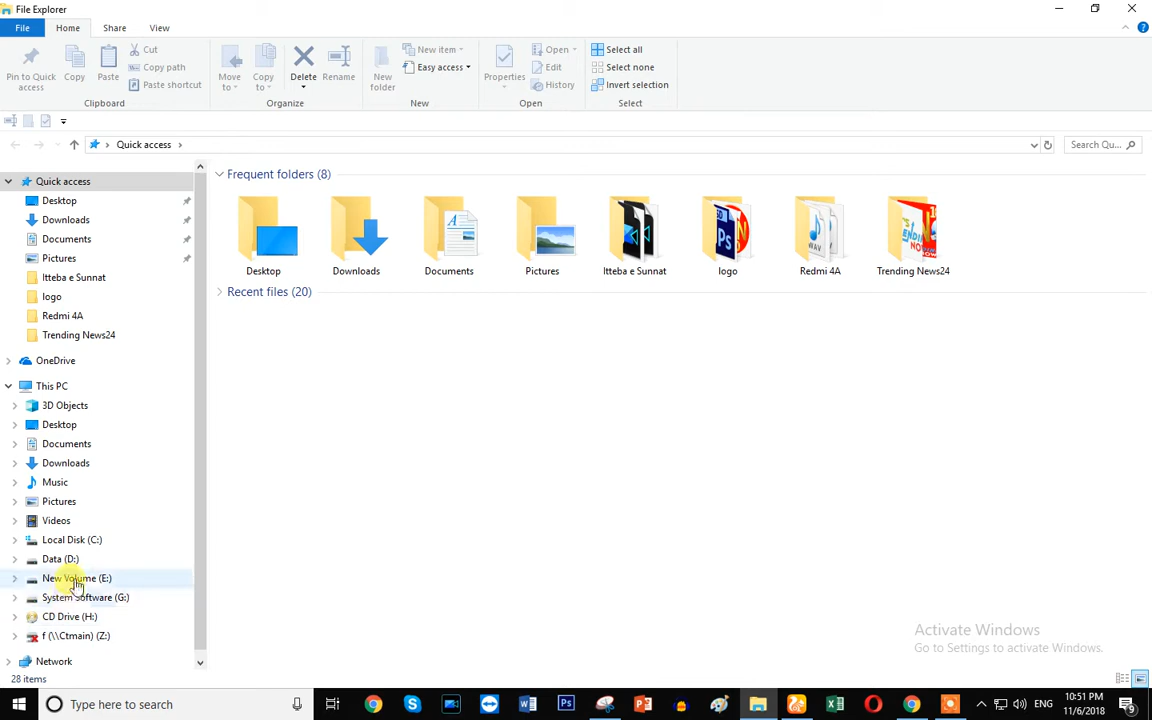 File Explorer
File Home Share View
Pin to Quick access
Copy
Paste
Cut
Copy path
Paste shortcut
Clipboard
Move to
Copy to
Delete
Rename
Organize
New folder
New item
Easy access
New
Properties
Open
Edit
History
Open
Select all
Select none
Invert selection
Select
Quick access
Search Qu...
Quick access
Desktop
Downloads
Documents
Pictures
Itteba e Sunnat
logo
Redmi 4A
Trending News24
OneDrive
This PC
3D Objects
Desktop
Documents
Downloads
Music
Pictures
Videos
Local Disk (C:)
Data (D:)
New Volume (E:)
System Software (G:)
CD Drive (H:)
f (\\Ctmain) (Z:)
Network
Frequent folders (8)
Desktop Downloads Documents Pictures Itteba e Sunnat logo Redmi 4A Trending News24
Recent files (20)
Activate Windows
Go to Settings to activate Windows.
28 items
Type here to search
ENG
10:51 PM
11/6/2018